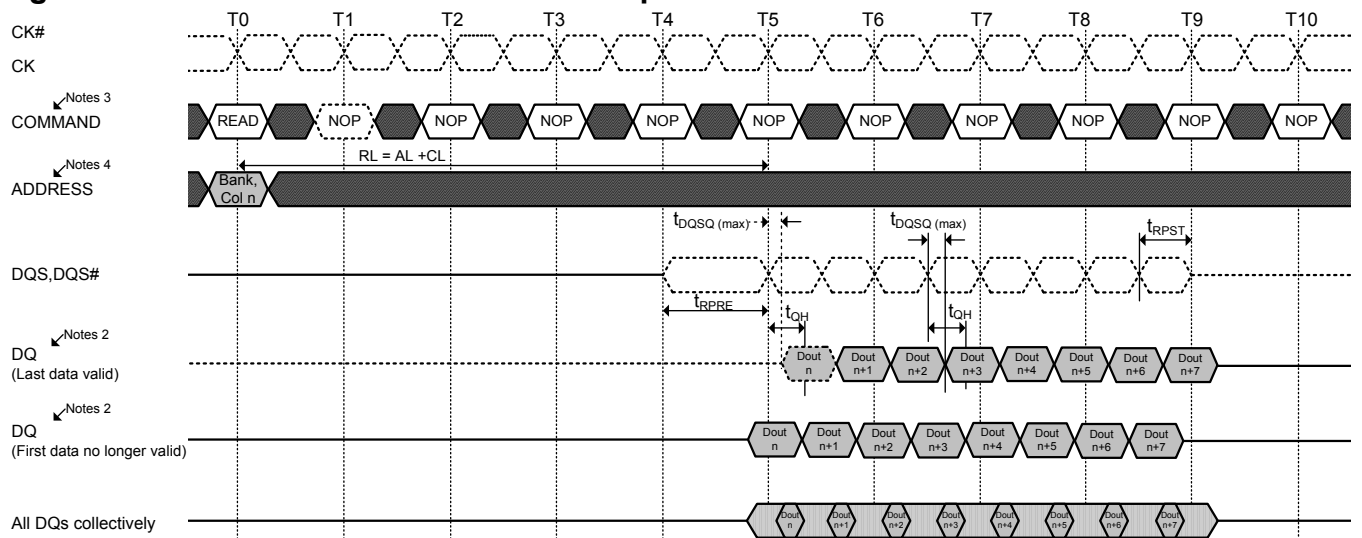 T0 T1 T2 T3 T4 T5 T6 T7 T8 T9 T10
CK#
CK
Notes 3
COMMAND
READ NOP NOP NOP NOP NOP NOP NOP NOP NOP NOP
RL = AL +CL
Notes 4
ADDRESS
Bank,
Col n
tDQSQ (max) tDQSQ (max) tRPST
DQS,DQS#
tRPRE tQH tQH
Notes 2
DQ
(Last data valid)
Dout n Dout n+1 Dout n+2 Dout n+3 Dout n+4 Dout n+5 Dout n+6 Dout n+7
Notes 2
DQ
(First data no longer valid)
Dout n Dout n+1 Dout n+2 Dout n+3 Dout n+4 Dout n+5 Dout n+6 Dout n+7
All DQs collectively
Dout n Dout n+1 Dout n+2 Dout n+3 Dout n+4 Dout n+5 Dout n+6 Dout n+7